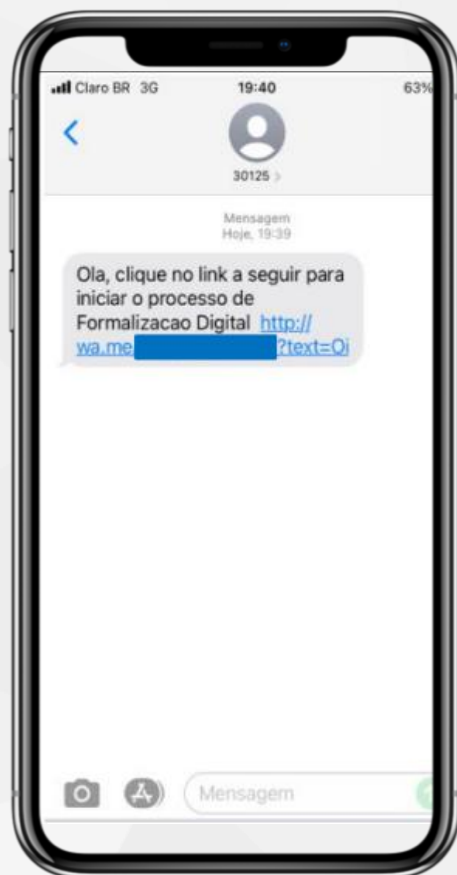 Claro BR 3G 19:40 63%
30125 >
Mensagem
Hoje, 19:39
Ola, clique no link a seguir para
iniciar o processo de
Formalizacao Digital http://
wa.me ?text=Oi
Mensagem